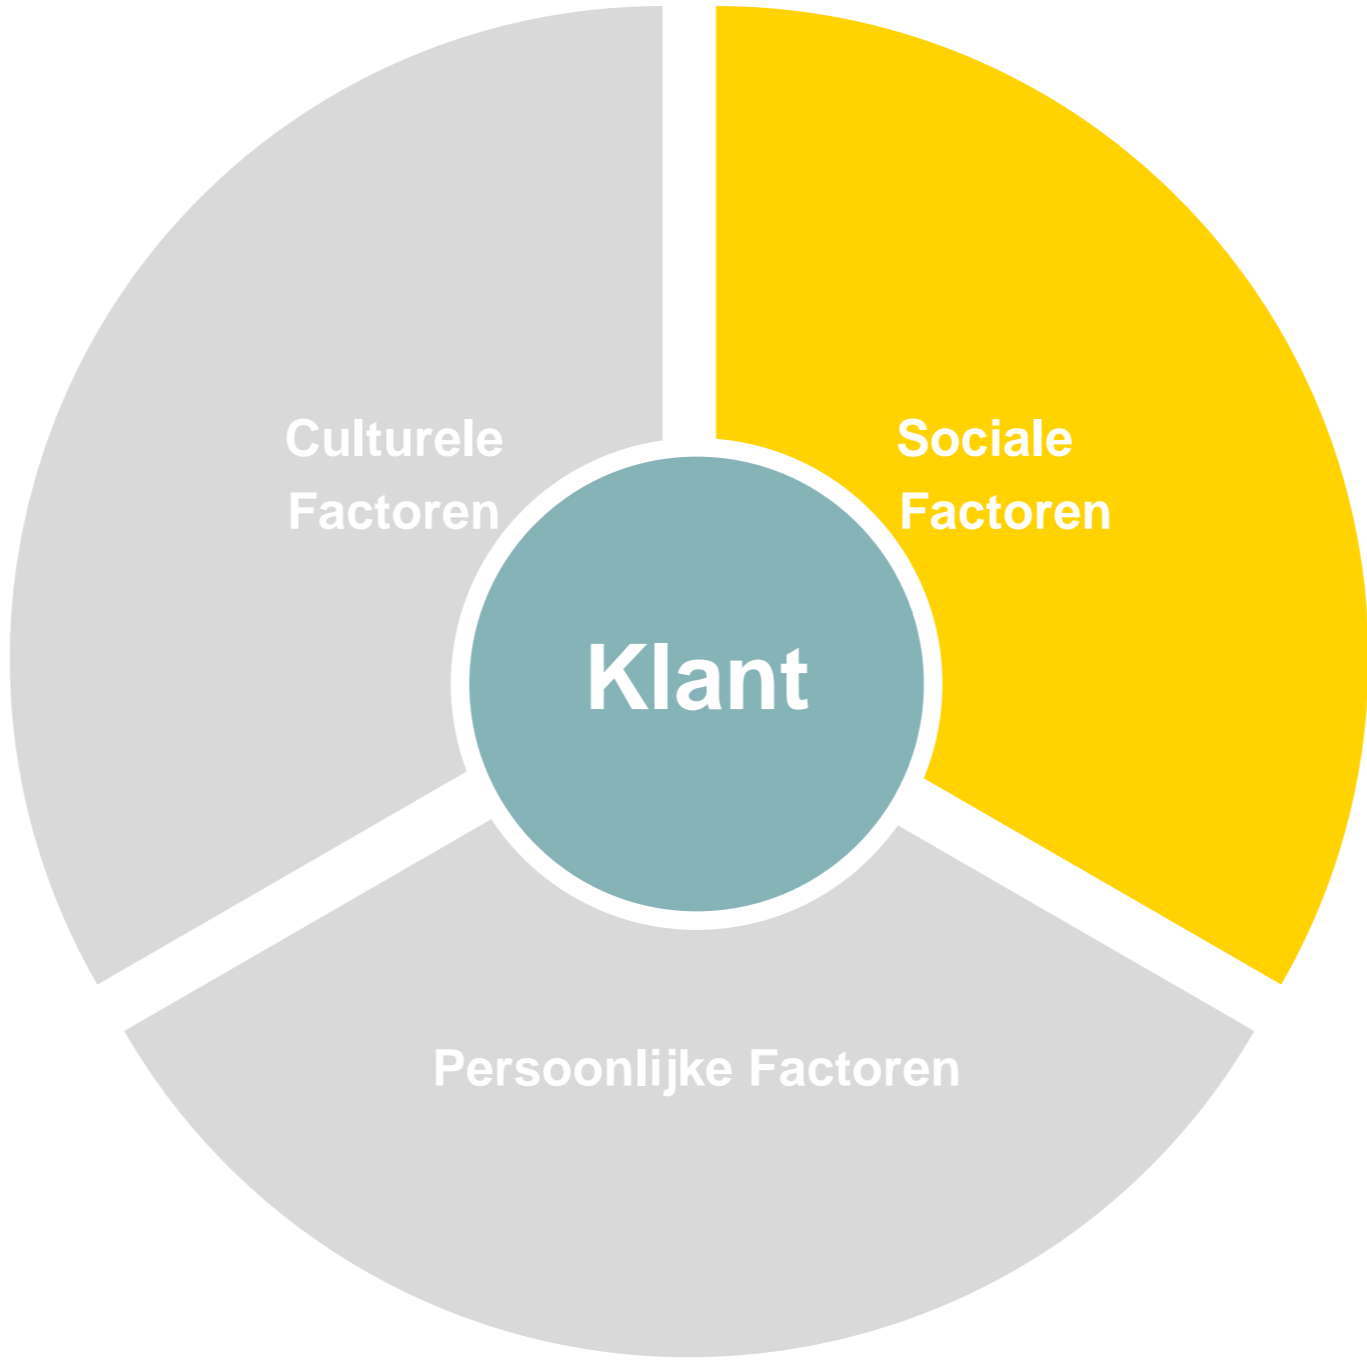 Culturele
Factoren
Sociale
Factoren
Klant
Persoonlijke Factoren